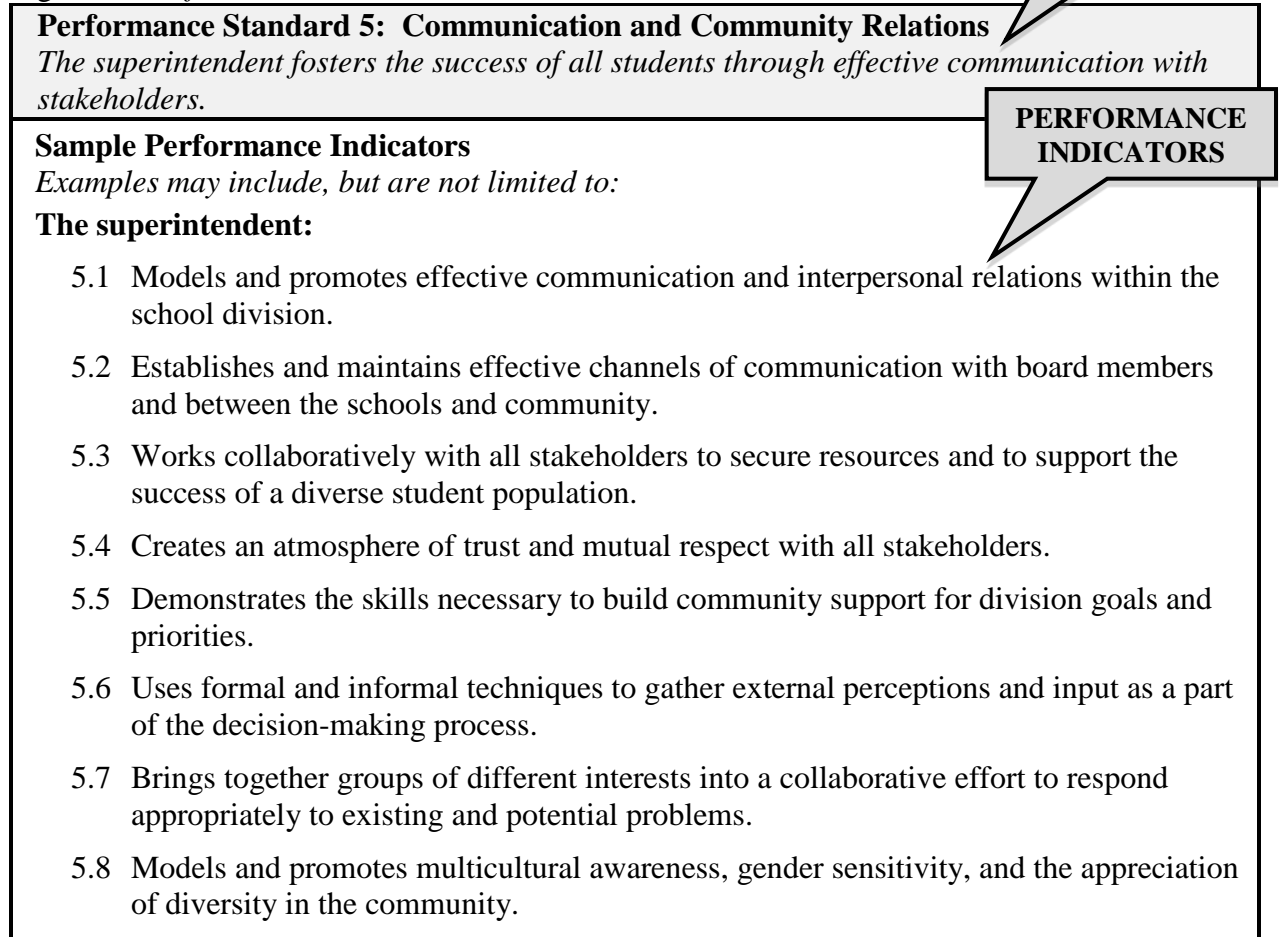 Performance Standard 5: Communication and Community Relations
The superintendent fosters the success of all students through effective communication with
stakeholders.
PERFORMANCE
INDICATORS
Sample Performance Indicators
Examples may include, but are not limited to:
The superintendent:
5.1 Models and promotes effective communication and interpersonal relations within the
school division.
5.2 Establishes and maintains effective channels of communication with board members
and between the schools and community.
5.3 Works collaboratively with all stakeholders to secure resources and to support the
success of a diverse student population.
5.4 Creates an atmosphere of trust and mutual respect with all stakeholders.
5.5 Demonstrates the skills necessary to build community support for division goals and
priorities.
5.6 Uses formal and informal techniques to gather external perceptions and input as a part
of the decision-making process.
5.7 Brings together groups of different interests into a collaborative effort to respond
appropriately to existing and potential problems.
5.8 Models and promotes multicultural awareness, gender sensitivity, and the appreciation
of diversity in the community.